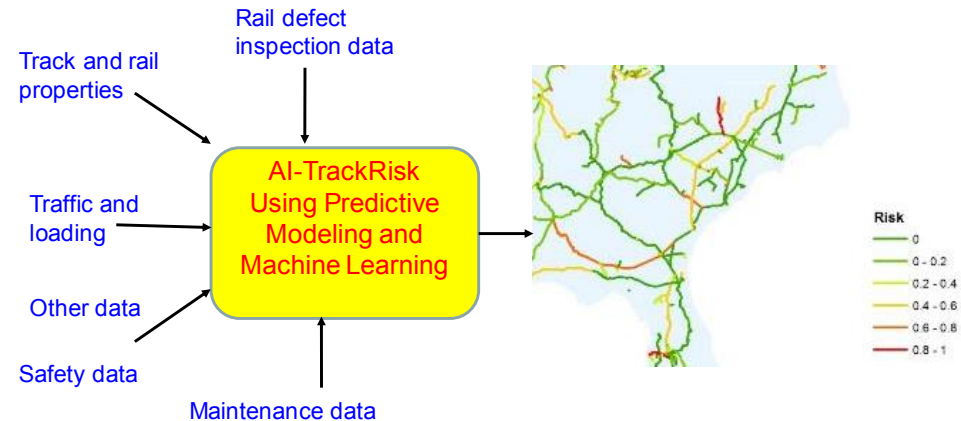 Rail defect
inspection data
Track and rail
properties
AI-TrackRisk
Using Predictive
Modeling and
Machine Learning
Traffic and
loading
Other data
Safety data
Maintenance data
Risk
0
0 - 0.2
0.2 - 0.4
0.4 - 0.6
0.6 - 0.8
0.8 - 1